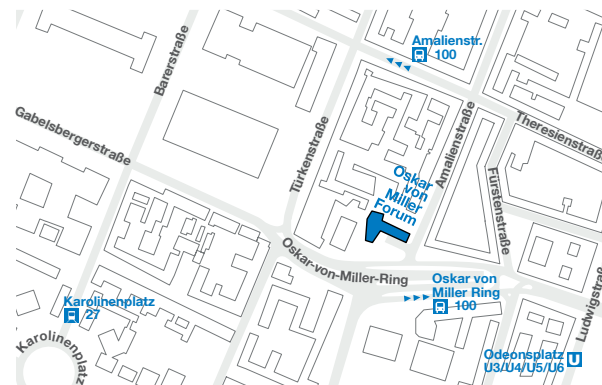 Amalienstr.
100
Barerstraße
Gabelsbergerstraße
Türkenstraße
Amalienstraße
Theresienstraße
Fürstenstraße
Oskar
von
Miller
Forum
Oskar-von-Miller-Ring
Oskar von
Miller Ring
100
Karolinenplatz
27
Karolinenplatz
Ludwigstraße
Odeonsplatz
U
U3/U4/U5/U6